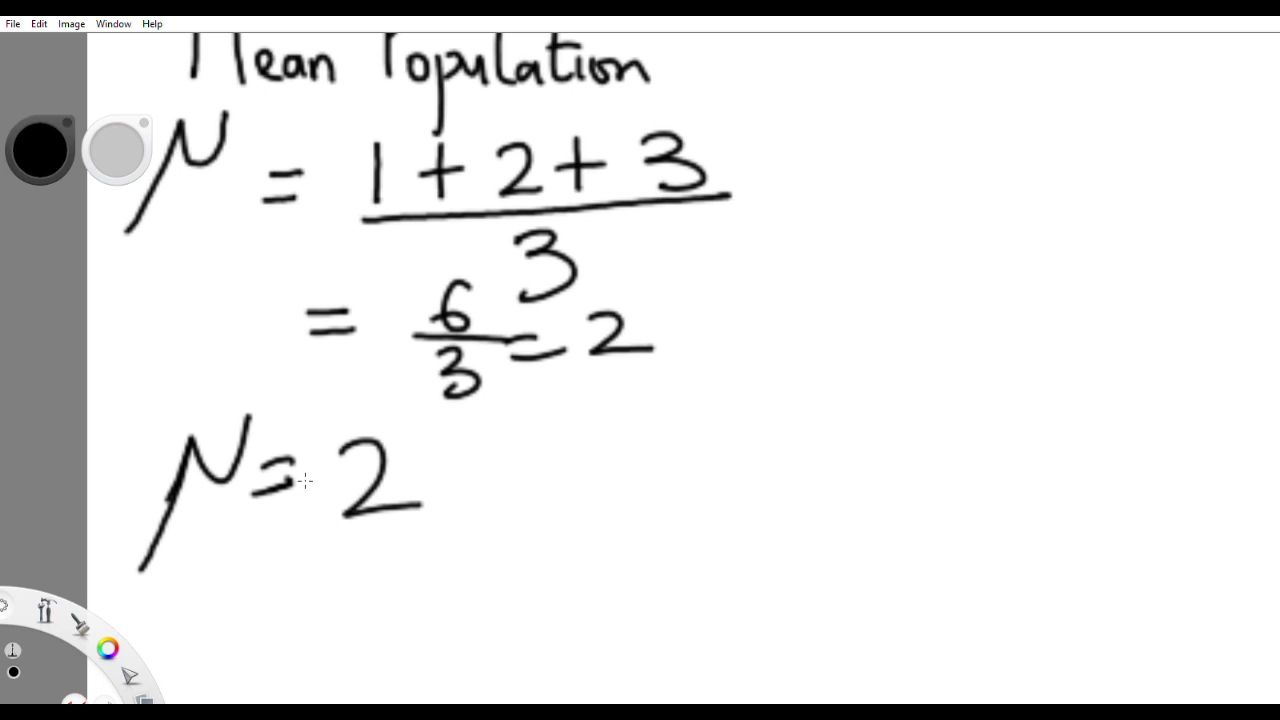 File Edit Image Window Help
Mean Population
μ = 1 + 2 + 3
3
= 6/3 = 2
μ = 2